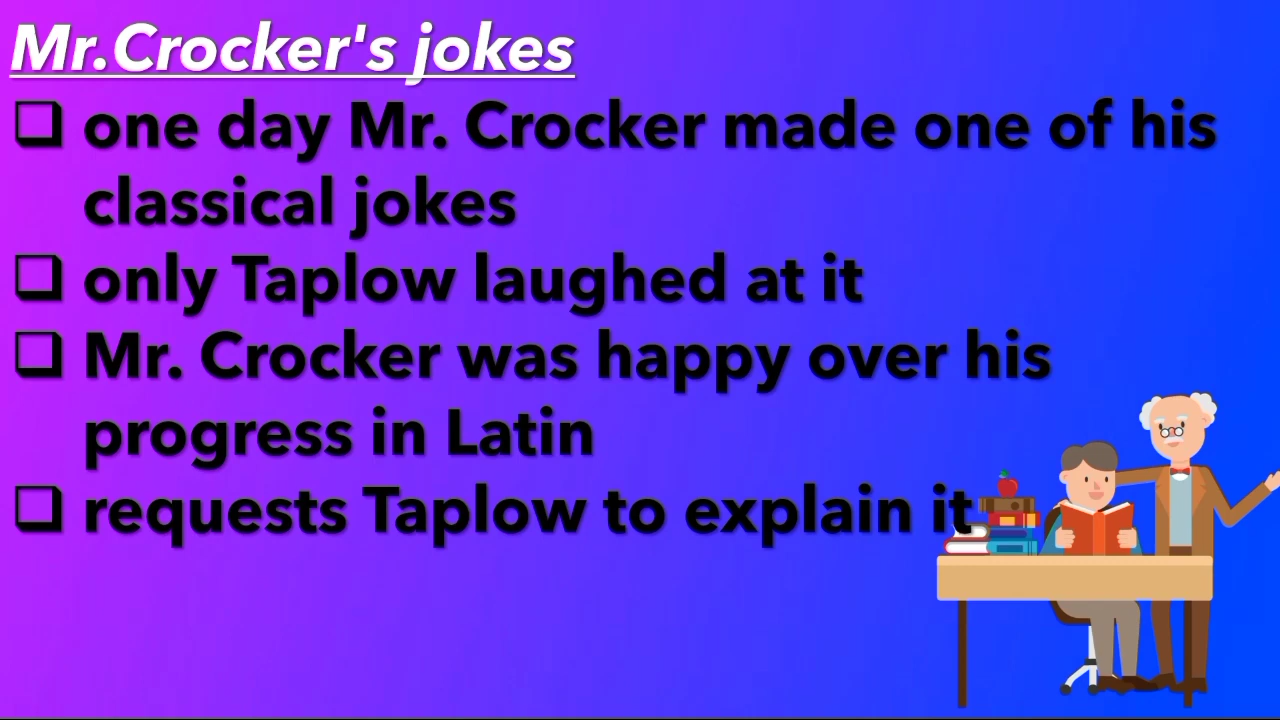 Mr.Crocker's jokes
❑ one day Mr. Crocker made one of his
classical jokes
❑ only Taplow laughed at it
❑ Mr. Crocker was happy over his
progress in Latin
❑ requests Taplow to explain it.